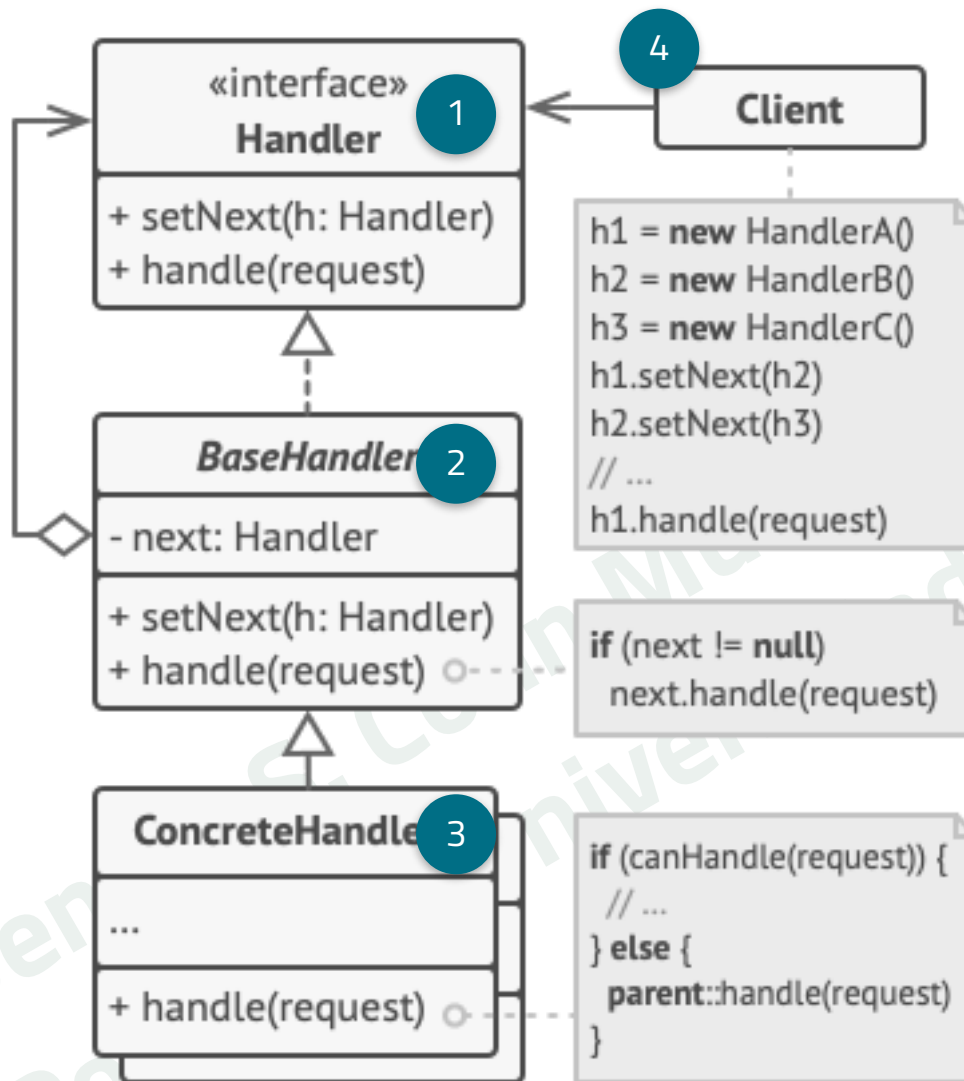 «interface»
Handler
1
+ setNext(h: Handler)
+ handle(request)
4
Client
h1 = new HandlerA()
h2 = new HandlerB()
h3 = new HandlerC()
h1.setNext(h2)
h2.setNext(h3)
// ...
h1.handle(request)
BaseHandler
2
- next: Handler
+ setNext(h: Handler)
+ handle(request)
if (next != null)
next.handle(request)
ConcreteHandle
3
...
+ handle(request)
if (canHandle(request)) {
// ...
} else {
parent::handle(request)
}